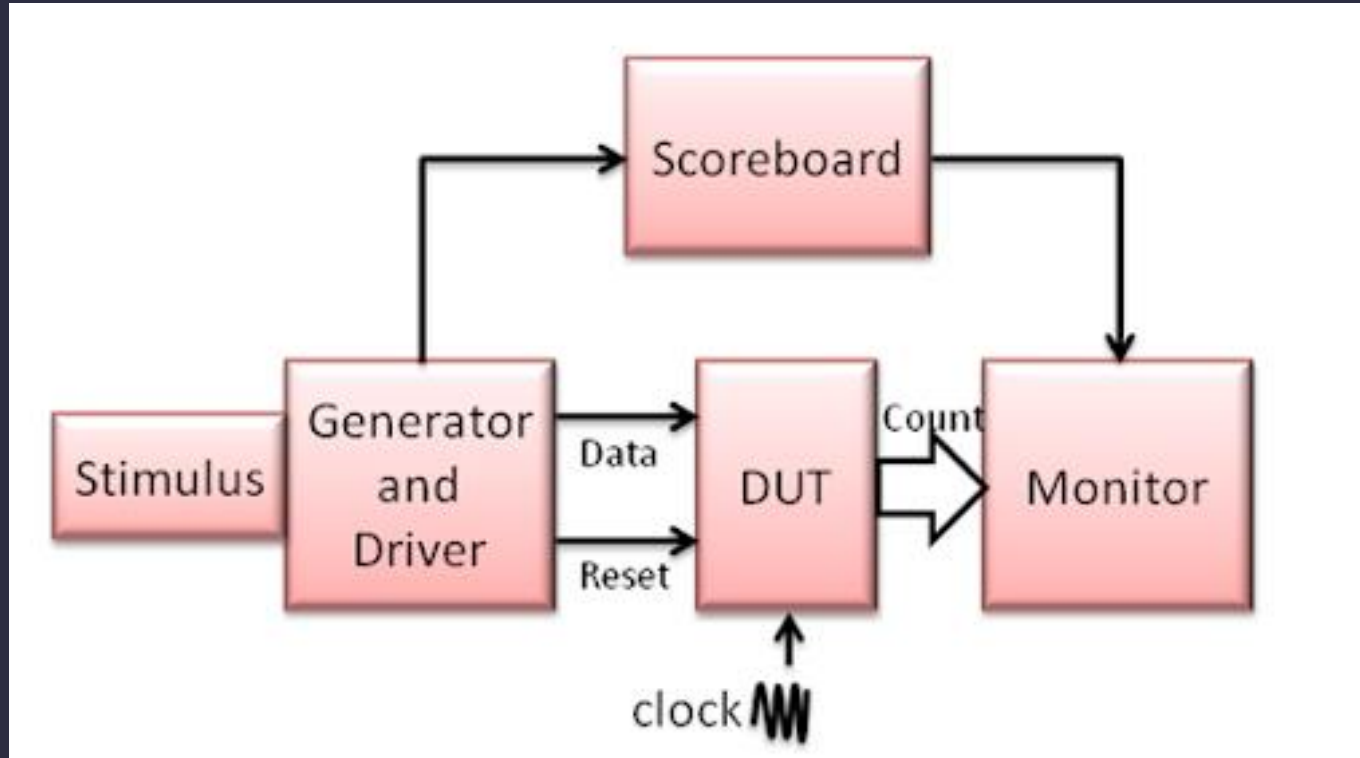 Scoreboard
Stimulus
Generator
and
Driver
Data
Reset
DUT
Count
Monitor
clock